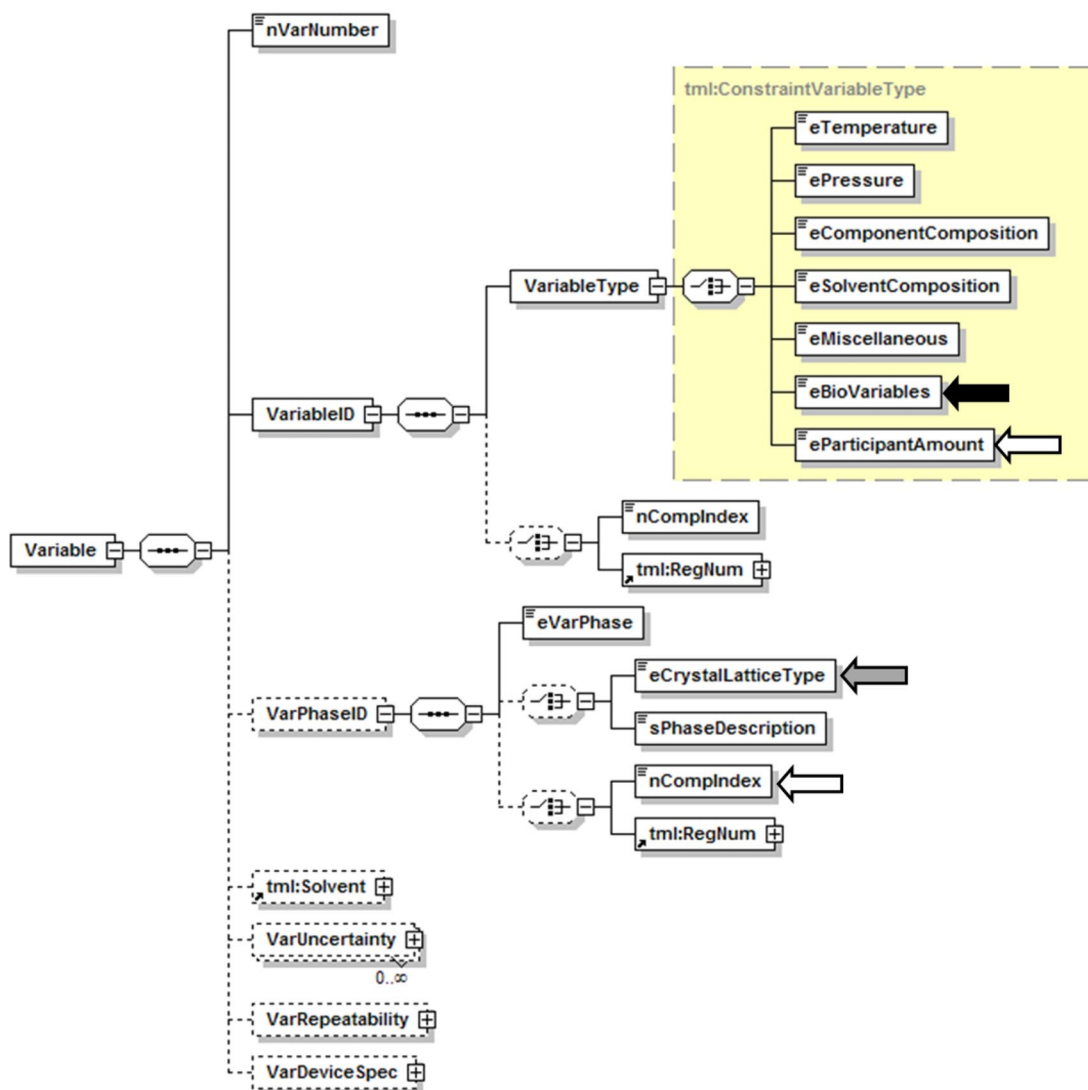 nVarNumber
tml:ConstraintVariableType
eTemperature
ePressure
eComponentComposition
VariableType
eSolventComposition
eMiscellaneous
eBioVariables
VariableID
eParticipantAmount
nCompIndex
Variable
tml:RegNum
eVarPhase
eCrystalLatticeType
VarPhaseID
sPhaseDescription
nCompIndex
tml:RegNum
tml:Solvent
VarUncertainty
0..∞
VarRepeatability
VarDeviceSpec